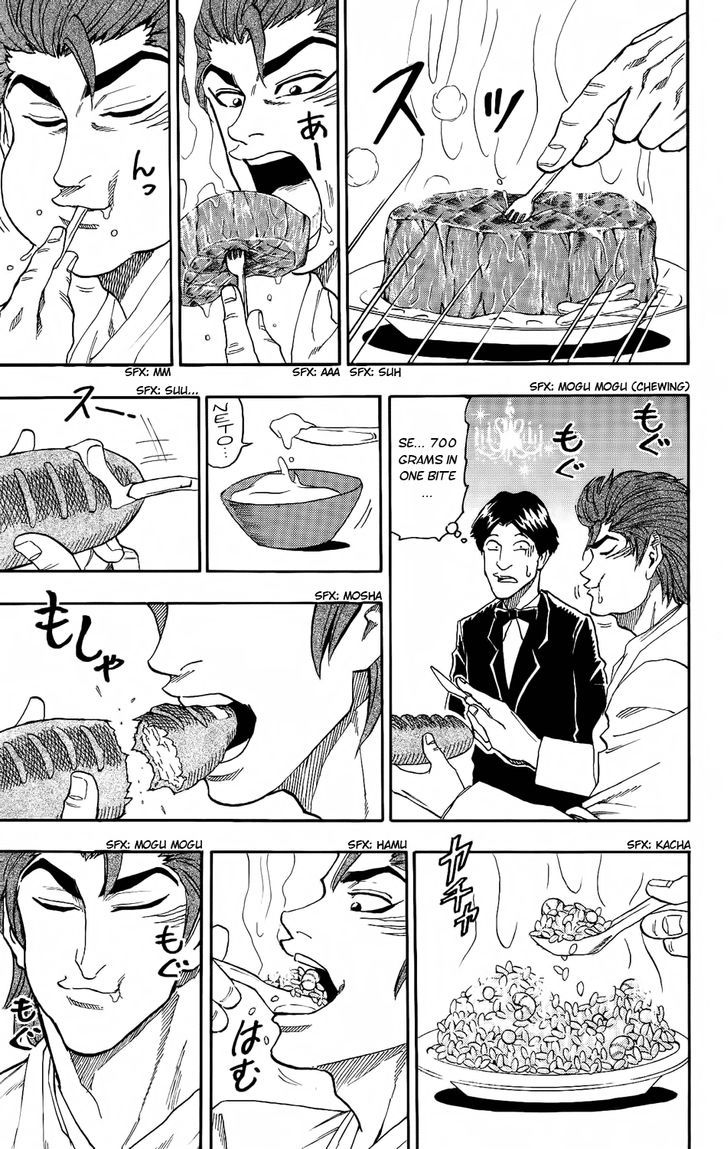 スッ
あー
んっ
SFX: SUH
SFX: AAA
SFX: MM
SFX: MOGU MOGU (CHEWING)
もぐ
もぐ
SE... 700
GRAMS IN
ONE BITE
...
NETO...
SFX: SUU...
スー..
SFX: MOSHA
もしゃ
SFX: KACHA
カチャ
SFX: HAMU
はむ
SFX: MOGU MOGU
もぐ
もぐ